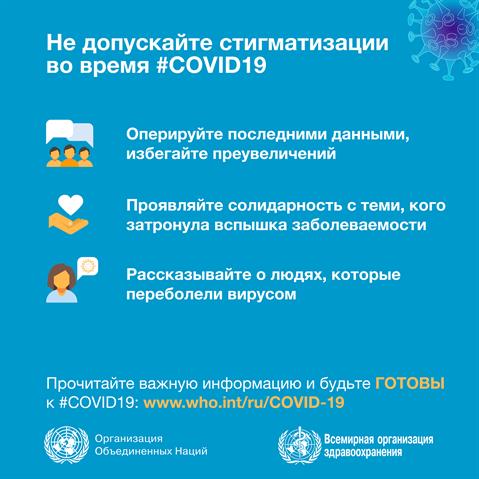 Не допускайте стигматизации
во время #COVID19
Оперируйте последними данными,
избегайте преувеличений
Проявляйте солидарность с теми, кого
затронула вспышка заболеваемости
Рассказывайте о людях, которые
переболели вирусом
Прочитайте важную информацию и будьте ГОТОВЫ
к #COVID19: www.who.int/ru/COVID-19
Организация
Объединенных Наций
Всемирная организация
здравоохранения